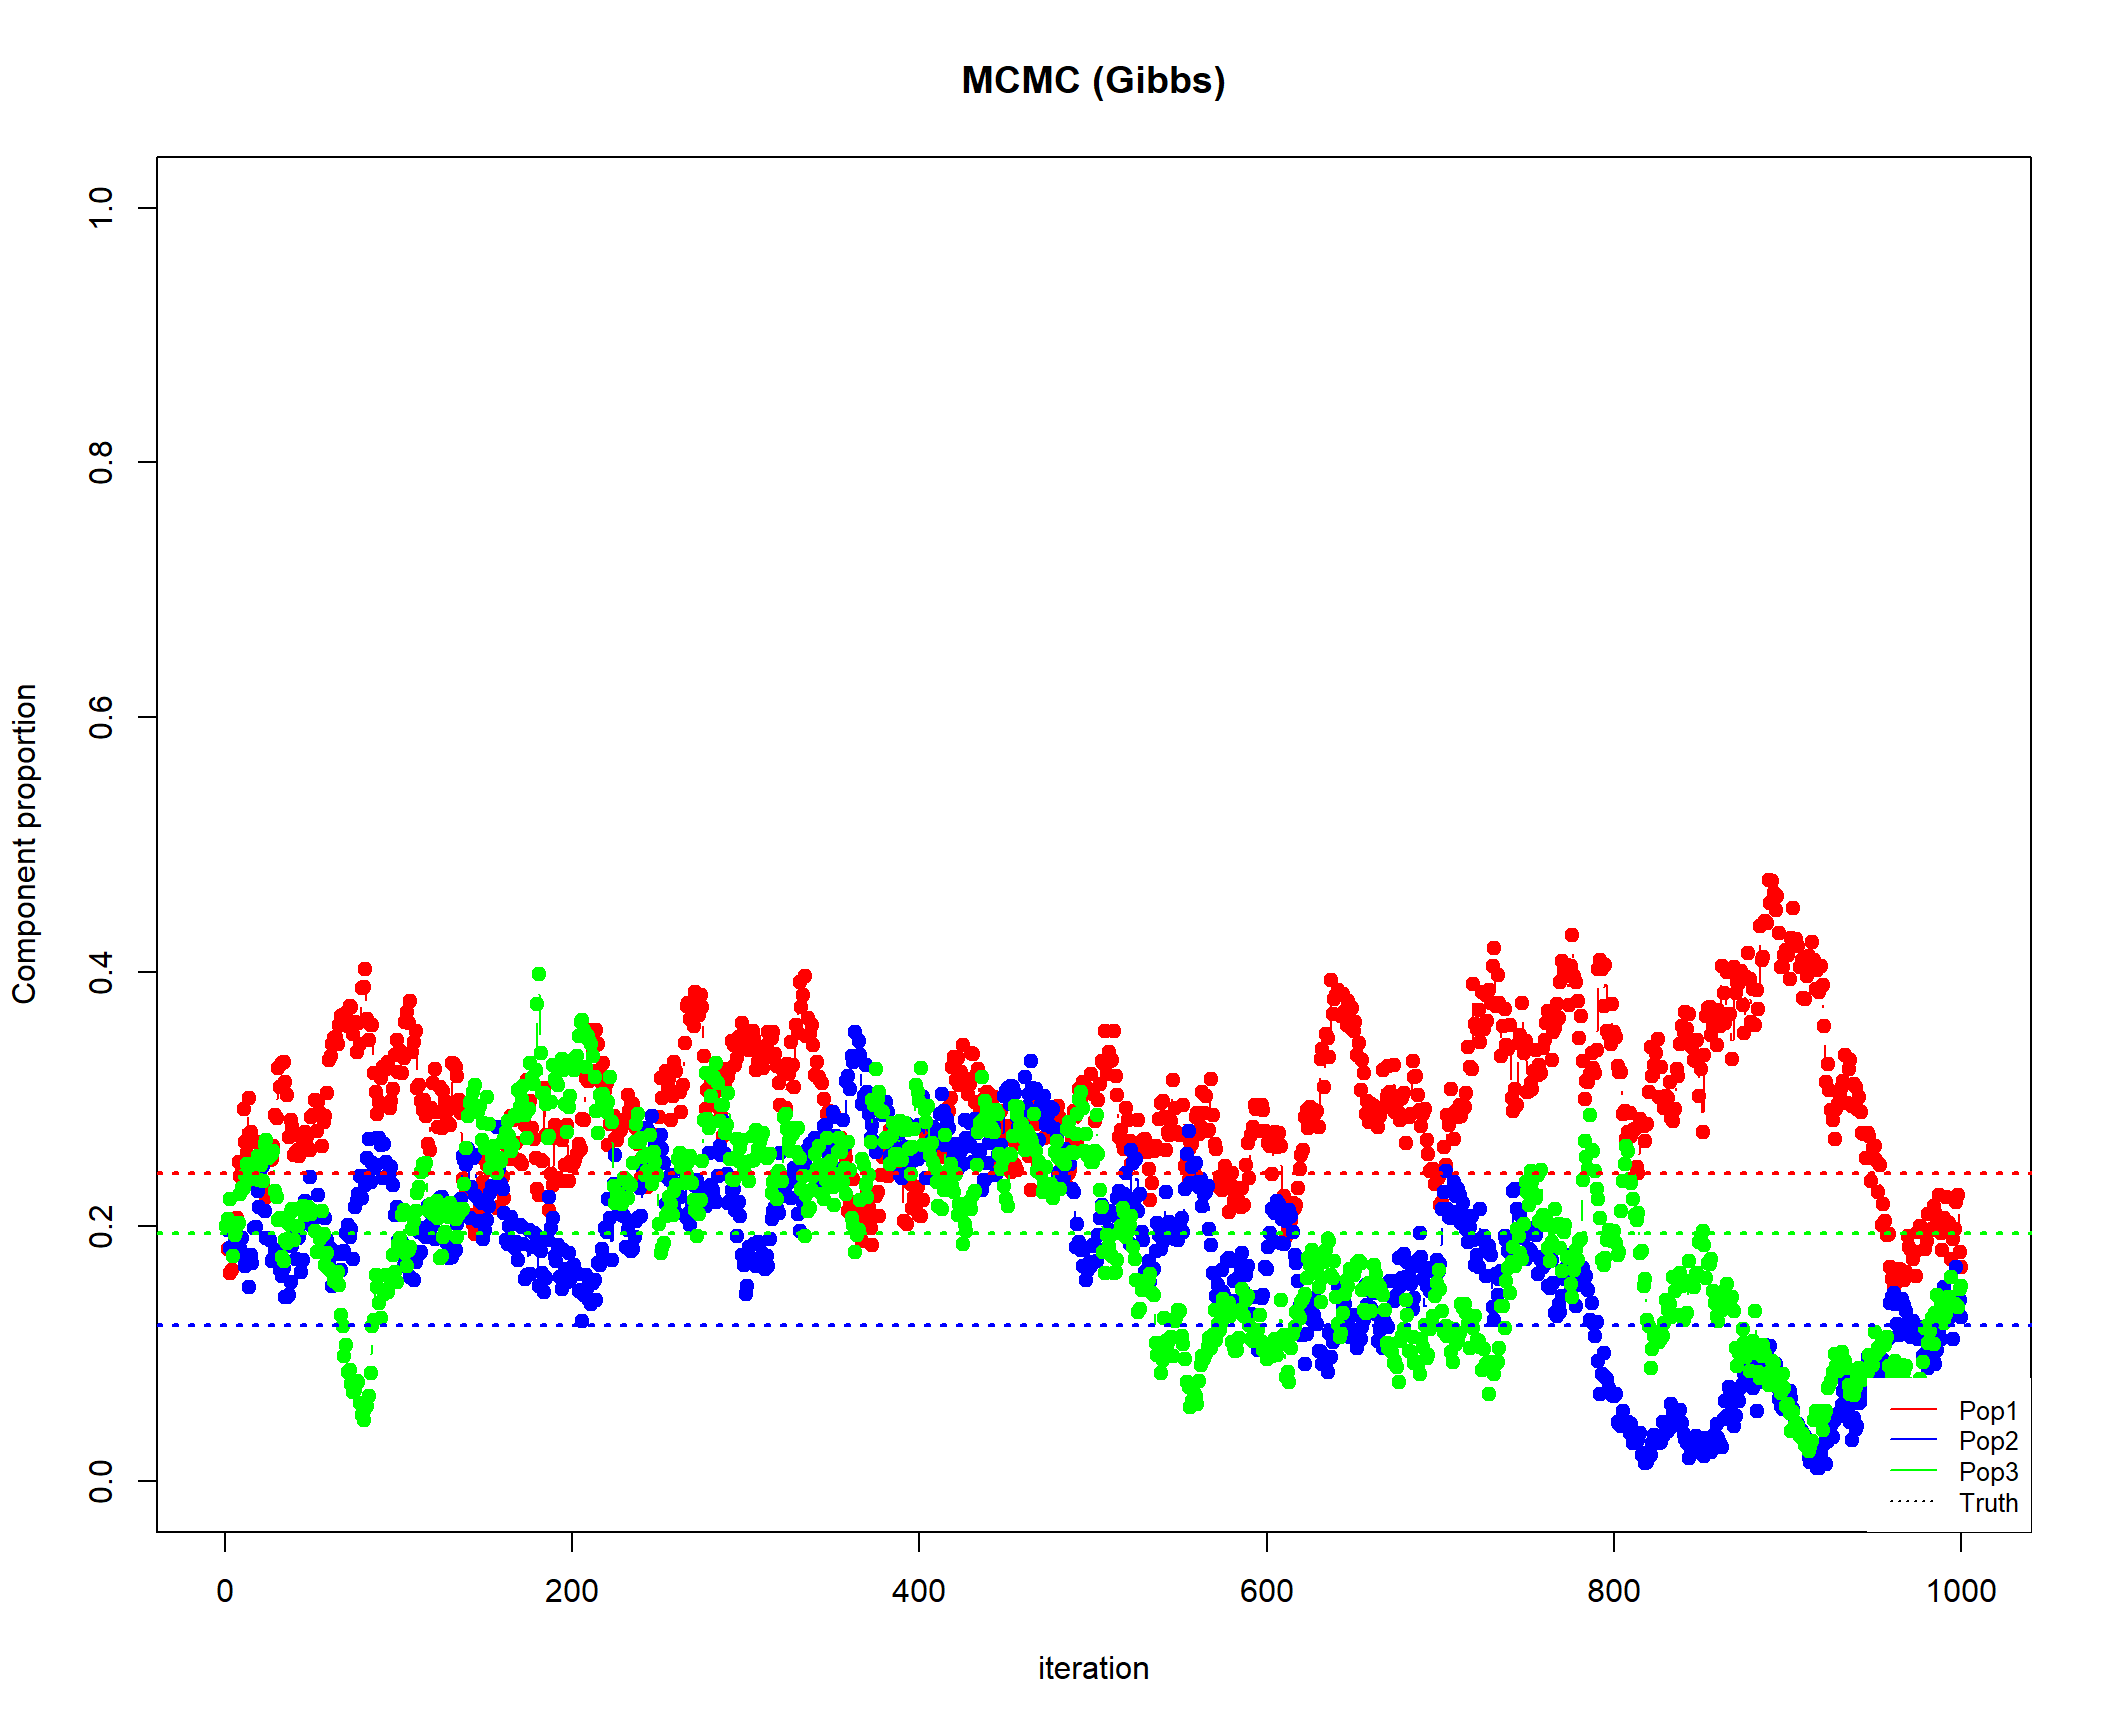 MCMC (Gibbs)
Component proportion
1.0
0.8
0.6
0.4
0.2
0.0
0 200 400 600 800 1000
iteration
Pop1
Pop2
Pop3
Truth